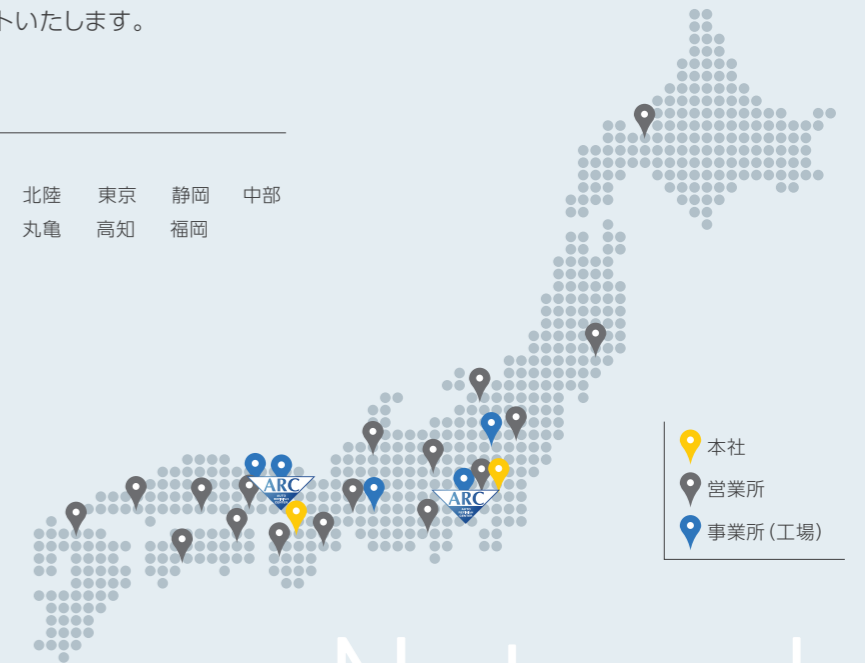 トいたします。
北陸 東京 静岡 中部
丸亀 高知 福岡
ARC
ARC
本社
営業所
事業所（工場）